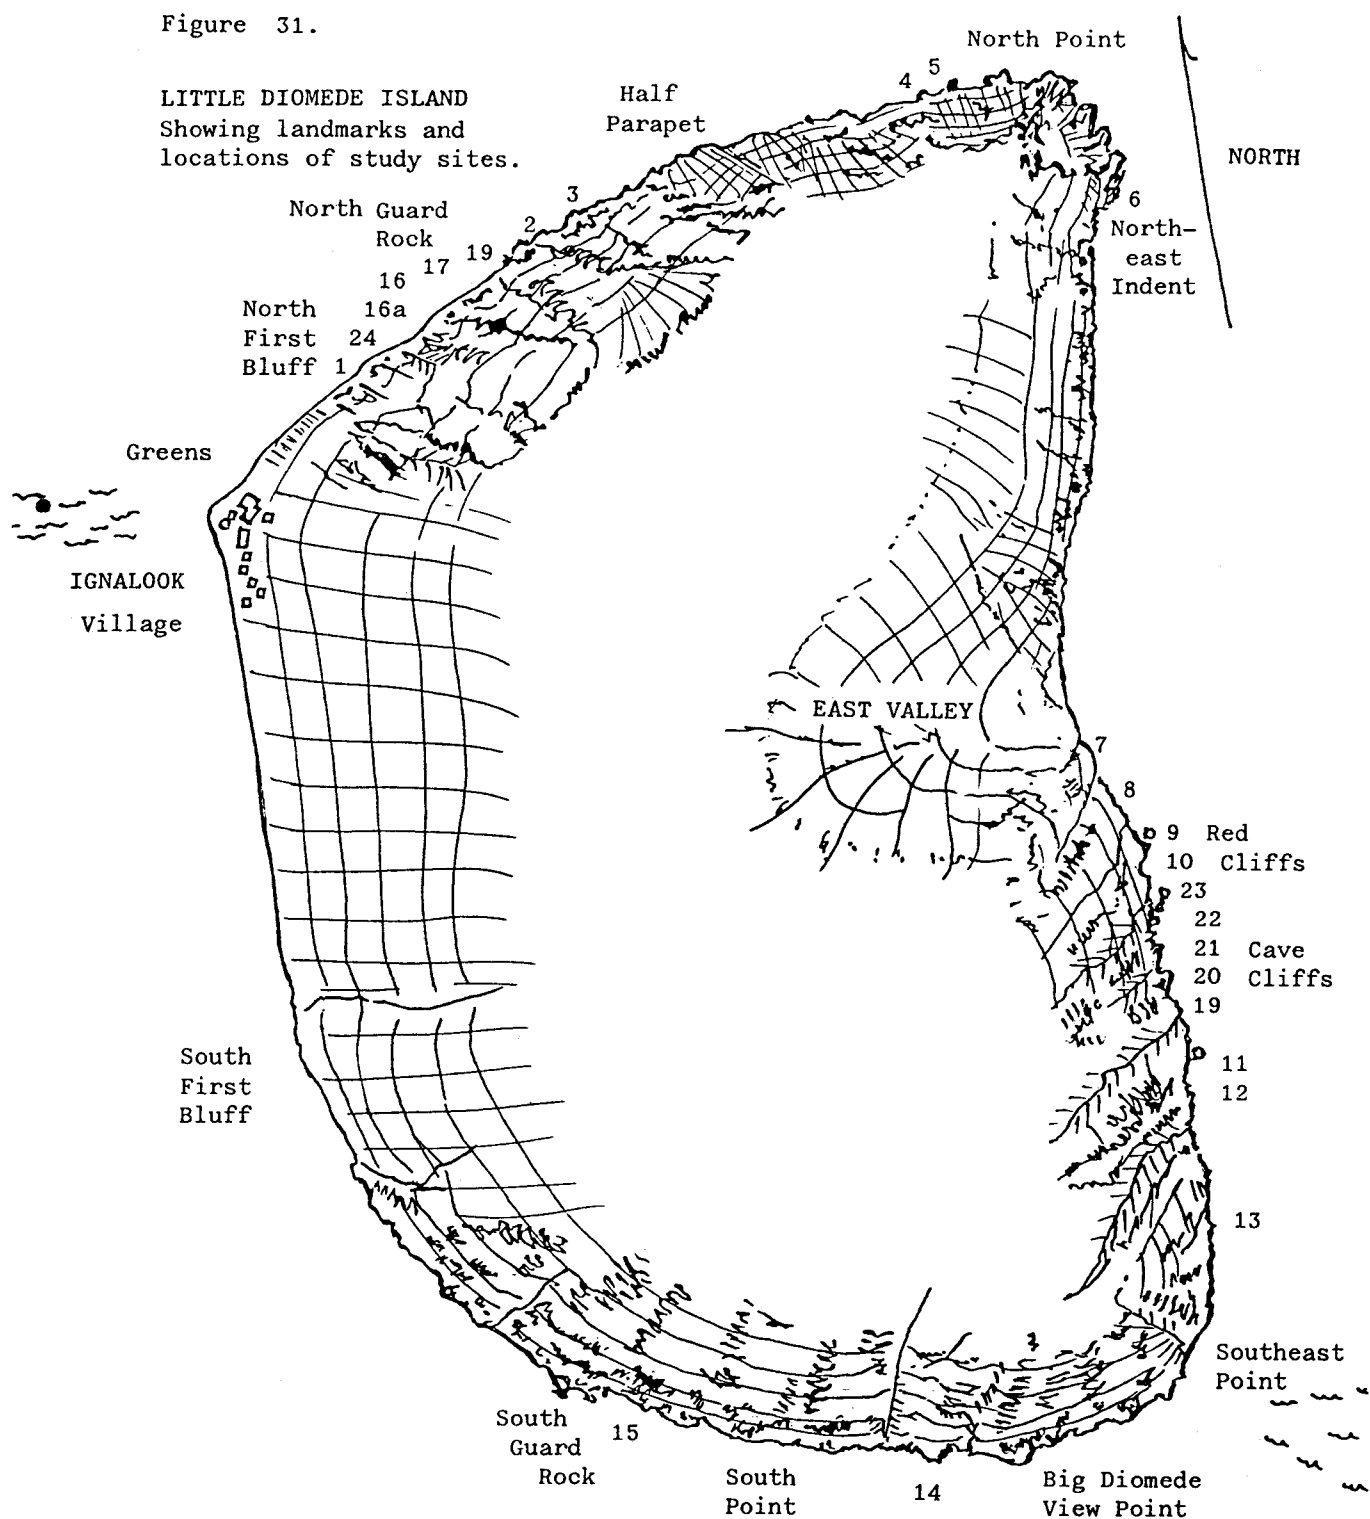 Figure 31.
North Point
LITTLE DIOMEDE ISLAND
Showing landmarks and
locations of study sites.
Half
Parapet
4
5
NORTH
North Guard
Rock
3
2
19
17
16
16a
North
First
Bluff
24
1
6
North-
east
Indent
Greens
IGNALOOK
Village
EAST VALLEY
7
8
9 Red
10 Cliffs
23
22
21 Cave
20 Cliffs
19
11
12
South
First
Bluff
13
Southeast
Point
South
Guard
Rock
15
South
Point
14
Big Diomede
View Point